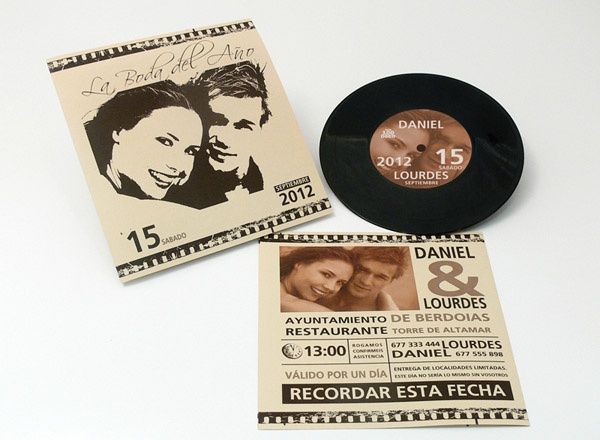 La Boda del Año
15 SABADO
SEPTIEMBRE
2012
DANIEL
2012
15
SABADO
LOURDES
SEPTIEMBRE
DANIEL
&
LOURDES
AYUNTAMIENTO DE BERDOIAS
RESTAURANTE TORRE DE ALTAMAR
13:00
ROGAMOS
CONFIRMEIS
ASISTENCIA
677 333 444 LOURDES
DANIEL 677 555 898
VÁLIDO POR UN DÍA
ENTREGA DE LOCALIDADES LIMITADAS.
ESTE DÍA NO SERÍA LO MISMO SIN VOSOTROS
RECORDAR ESTA FECHA